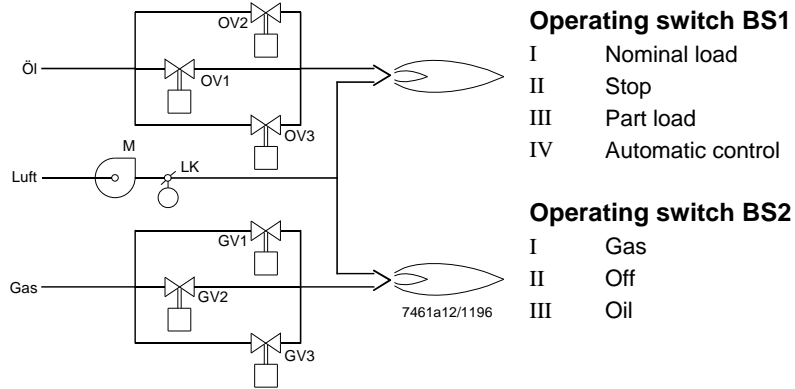 OV2
Öl
OV1
OV3
M
LK
Luft
GV1
Gas
GV2
7461a12/1196
GV3
Operating switch BS1
I Nominal load
II Stop
III Part load
IV Automatic control
Operating switch BS2
I Gas
II Off
III Oil